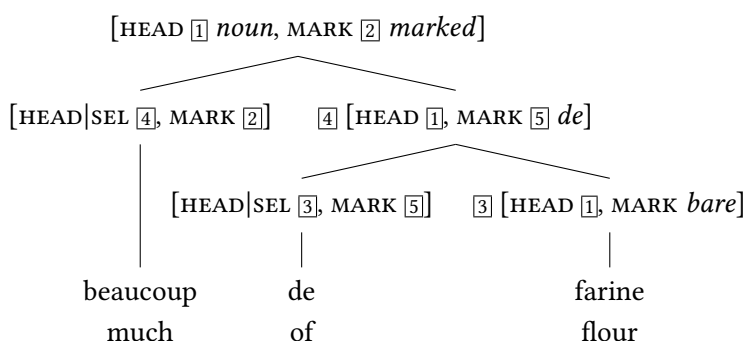 [HEAD 1 noun, MARK 2 marked]
[HEAD|SEL 4, MARK 2] 4 [HEAD 1, MARK 5 de]
[HEAD|SEL 3, MARK 5] 3 [HEAD 1, MARK bare]
beaucoup de farine
much of flour